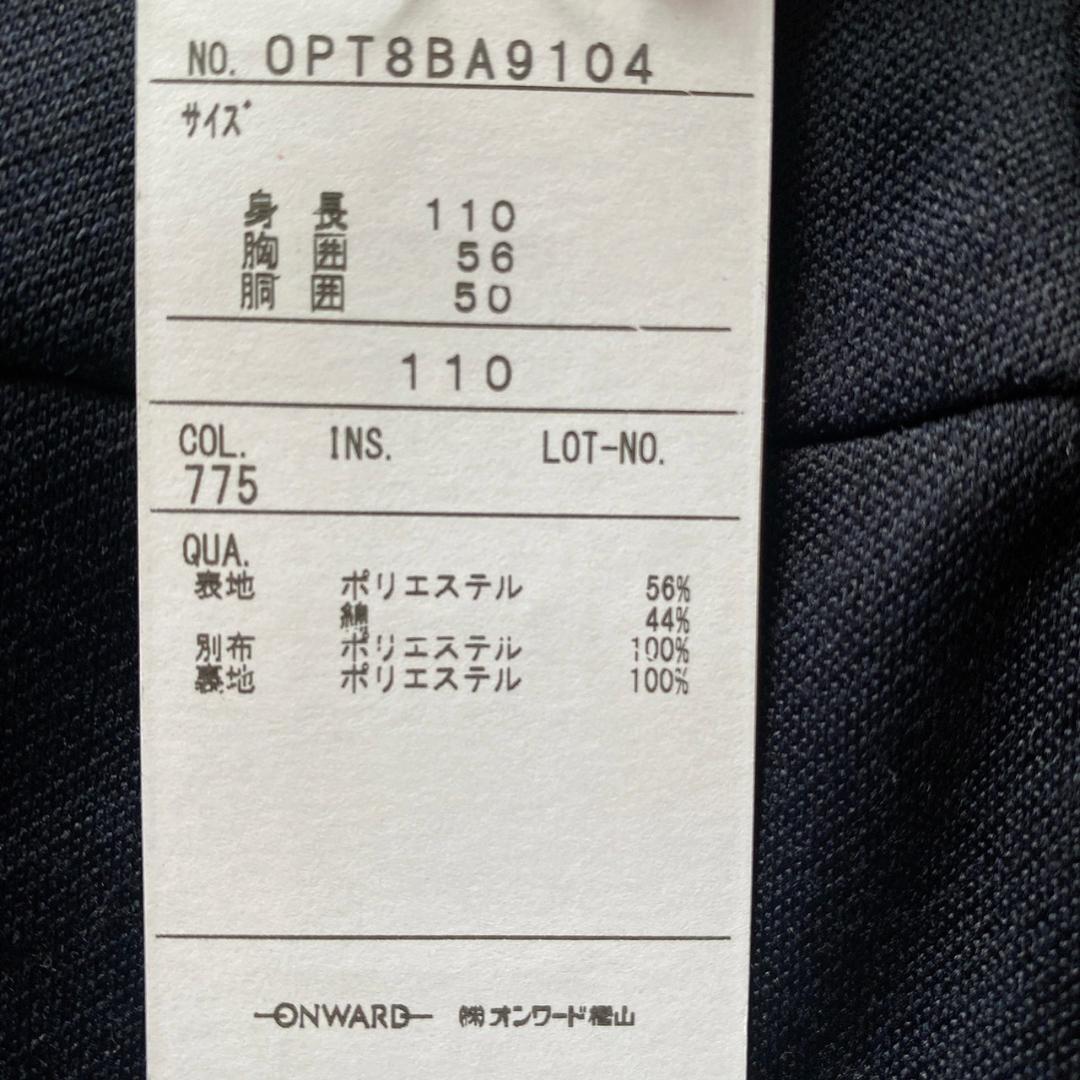 NO. OPT8BA9104
サイズ
身 長 110
胸 囲 56
胴 囲 50
110
COL. INS. LOT-NO.
775
QUA.
表地 ポリエステル 56%
綿 44%
別布 ポリエステル 100%
裏地 ポリエステル 100%
ONWARD ㈱オンワード樫山